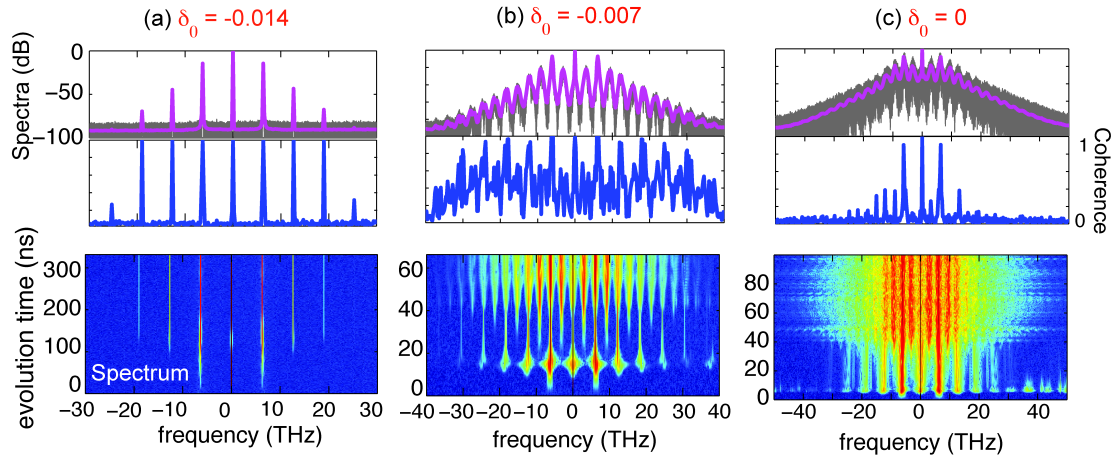 (a) δ₀ = -0.014
(b) δ₀ = -0.007
(c) δ₀ = 0
Spectra (dB)
0
−50
−100
Coherence
1
0
evolution time (ns)
300
200
100
0
Spectrum
−30 −20 −10 0 10 20 30
frequency (THz)
60
40
20
0
−40 −30 −20 −10 0 10 20 30 40
frequency (THz)
80
60
40
20
0
−40 −20 0 20 40
frequency (THz)